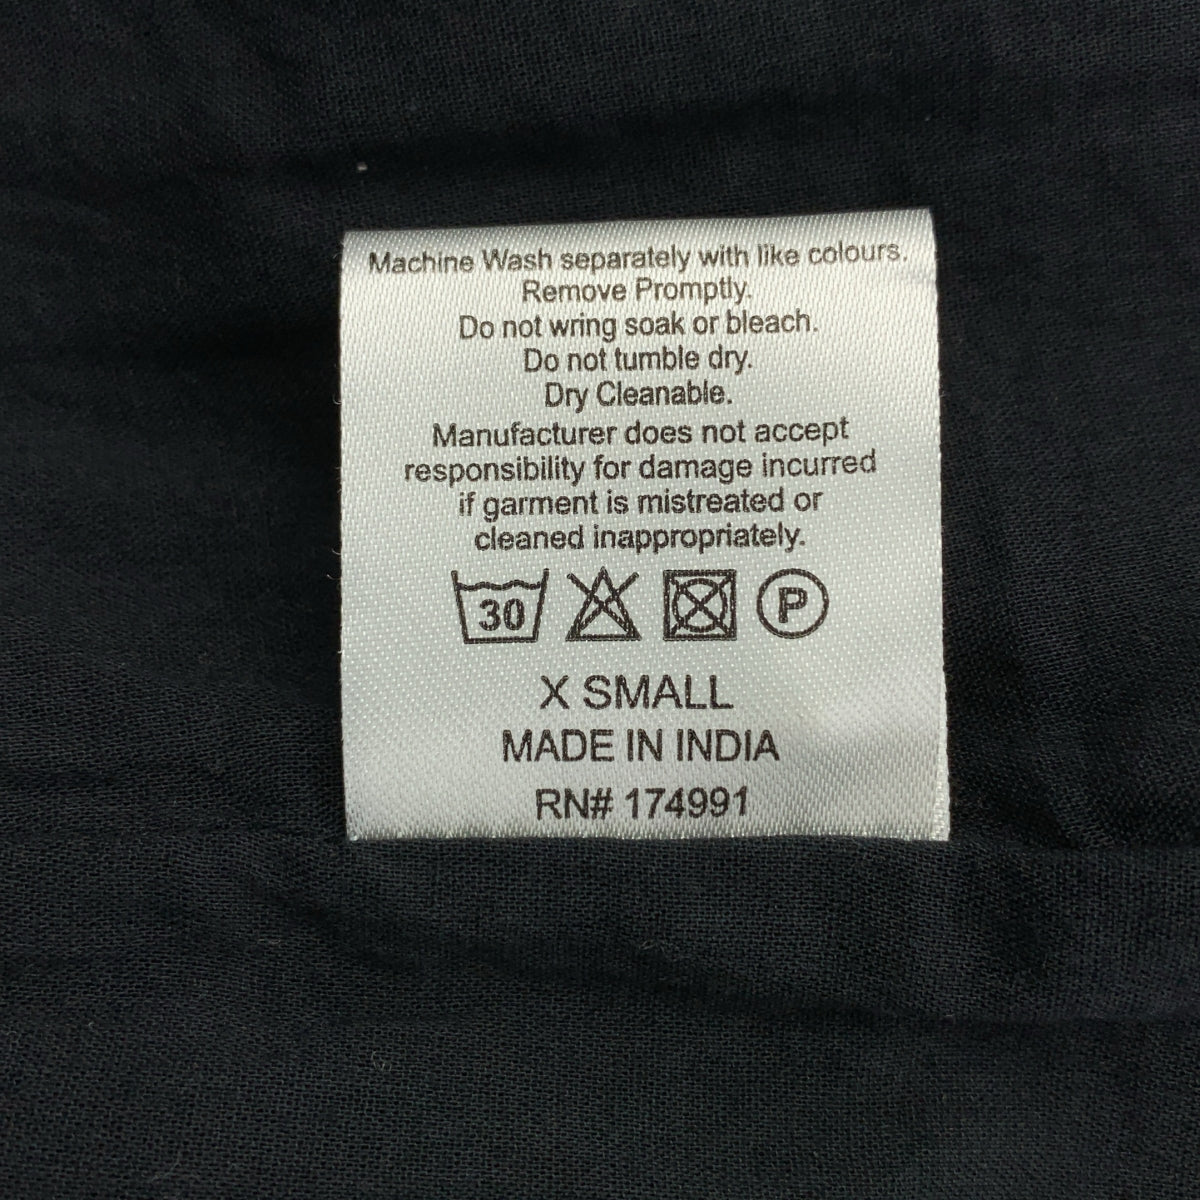 Machine Wash separately with like colours.
Remove Promptly.
Do not wring soak or bleach.
Do not tumble dry.
Dry Cleanable.
Manufacturer does not accept
responsibility for damage incurred
if garment is mistreated or
cleaned inappropriately.
30 P
X SMALL
MADE IN INDIA
RN# 174991